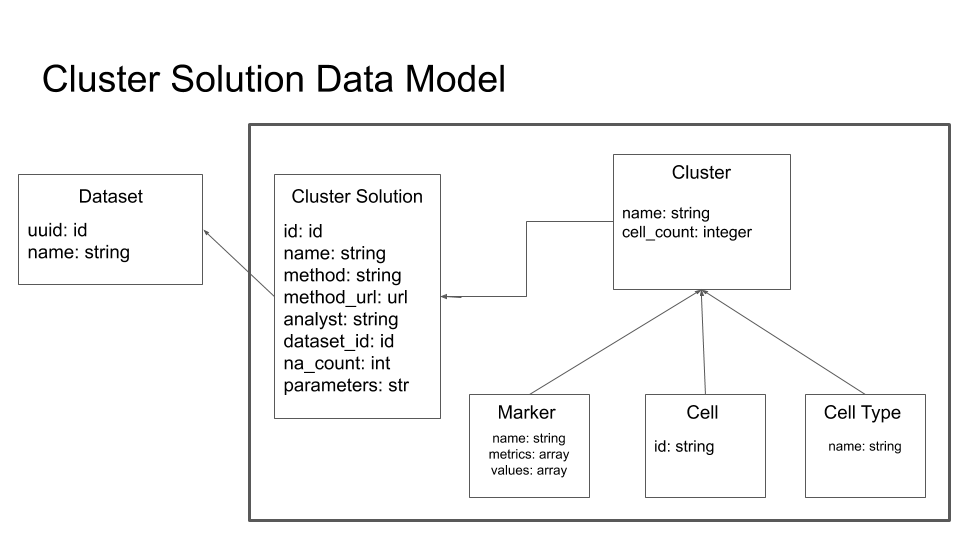 Cluster Solution Data Model
Dataset
uuid: id
name: string
Cluster Solution
id: id
name: string
method: string
method_url: url
analyst: string
dataset_id: id
na_count: int
parameters: str
Cluster
name: string
cell_count: integer
Marker
name: string
metrics: array
values: array
Cell
id: string
Cell Type
name: string